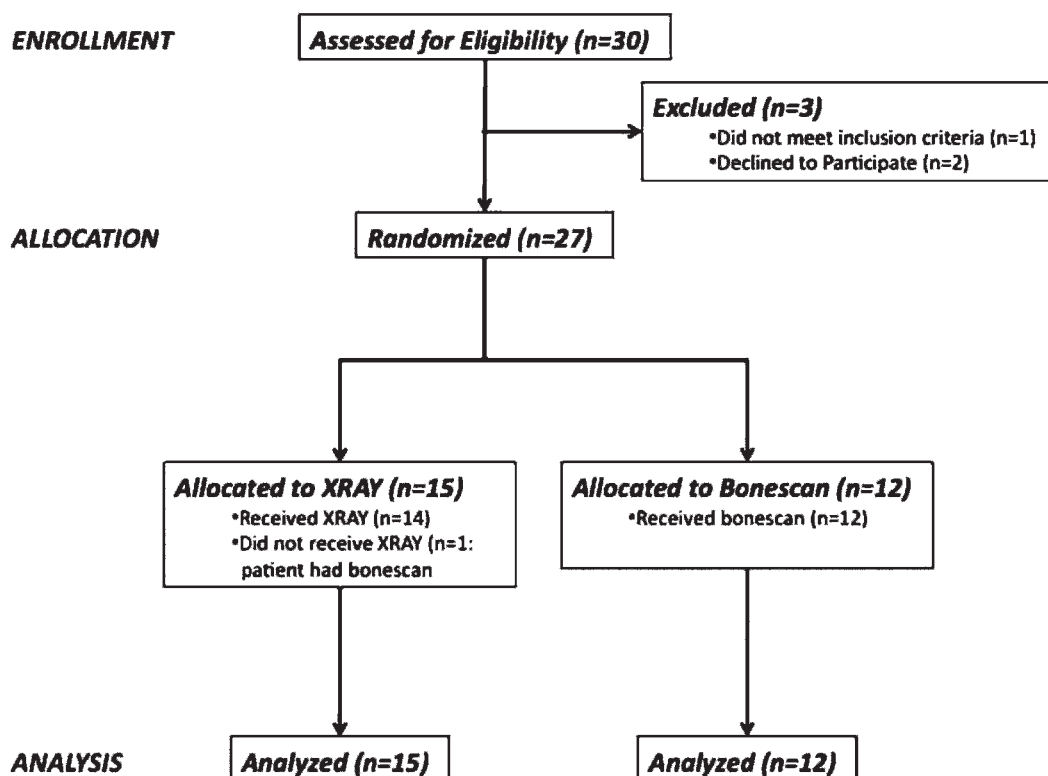 ENROLLMENT
Assessed for Eligibility (n=30)
Excluded (n=3)
•Did not meet inclusion criteria (n=1)
•Declined to Participate (n=2)
ALLOCATION
Randomized (n=27)
Allocated to XRAY (n=15)
•Received XRAY (n=14)
•Did not receive XRAY (n=1:
patient had bonescan
Allocated to Bonescan (n=12)
•Received bonescan (n=12)
ANALYSIS
Analyzed (n=15)
Analyzed (n=12)